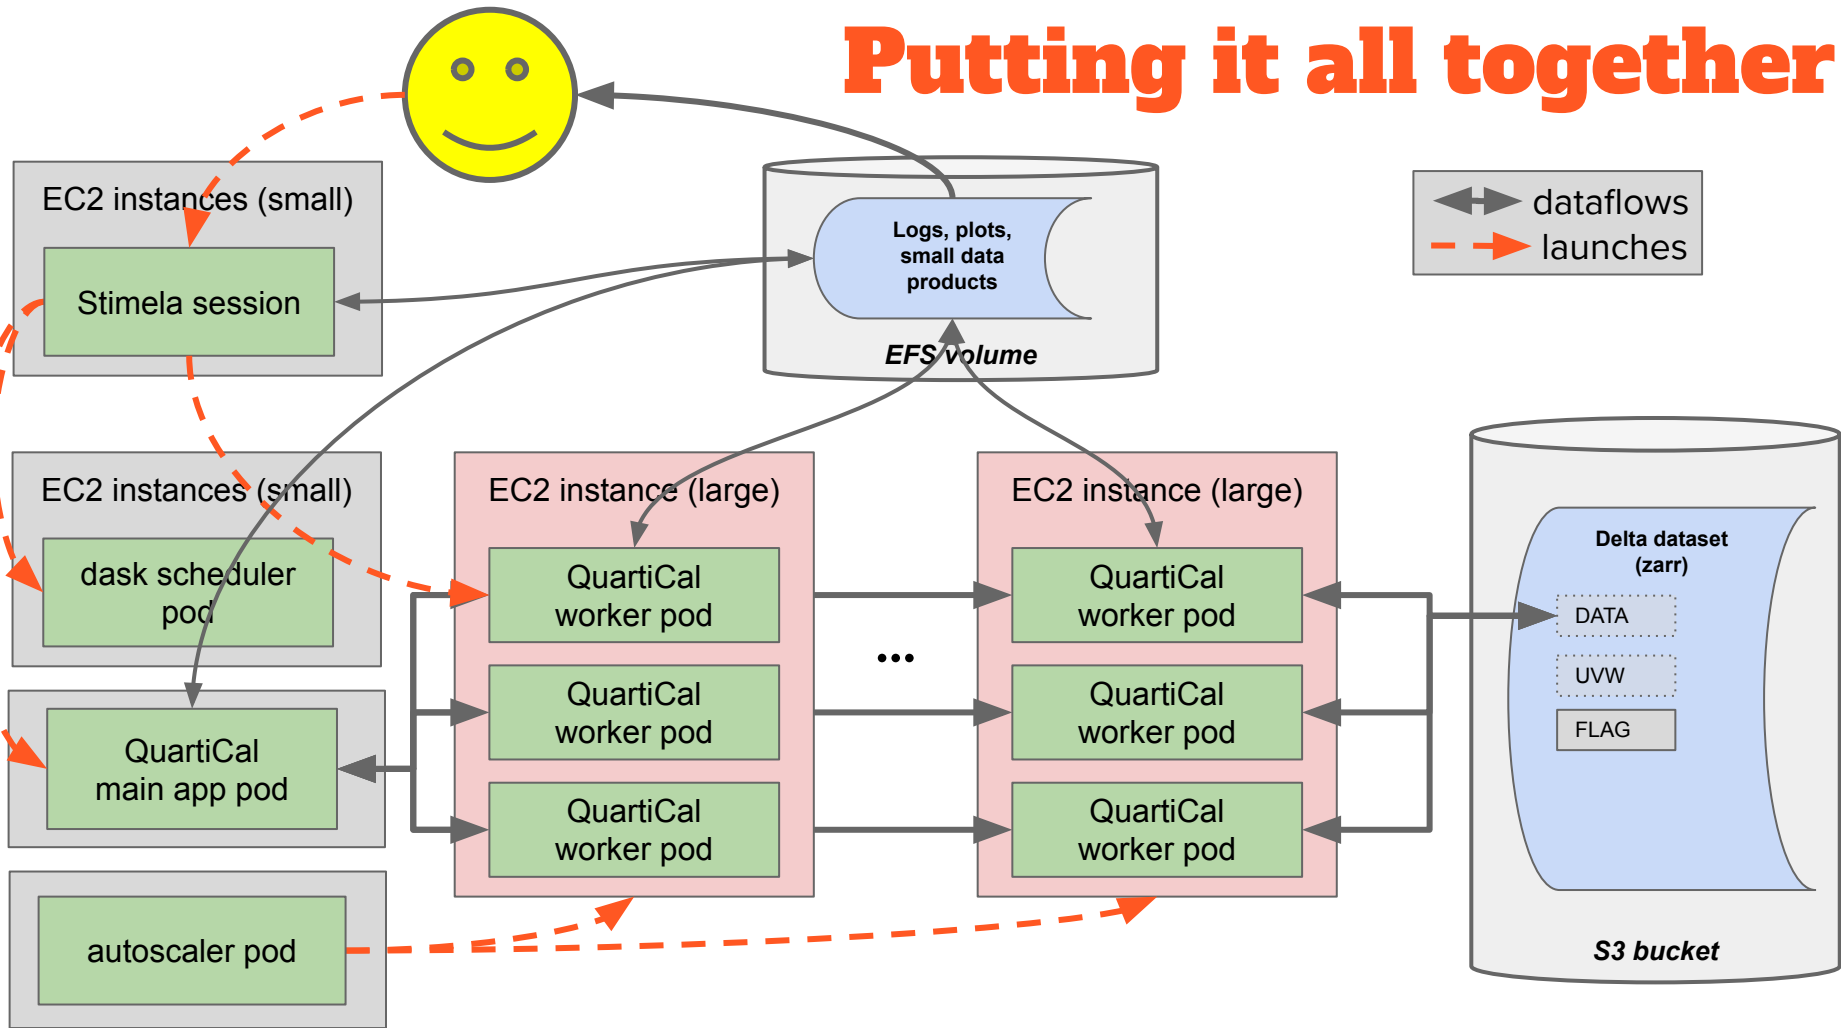 Putting it all together
EC2 instances (small)
Stimela session
Logs, plots,
small data
products
EFS volume
dataflows
launches
EC2 instances (small)
dask scheduler
pod
QuartiCal
main app pod
autoscaler pod
EC2 instance (large)
QuartiCal
worker pod
QuartiCal
worker pod
QuartiCal
worker pod
...
EC2 instance (large)
QuartiCal
worker pod
QuartiCal
worker pod
QuartiCal
worker pod
Delta dataset
(zarr)
DATA
UVW
FLAG
S3 bucket